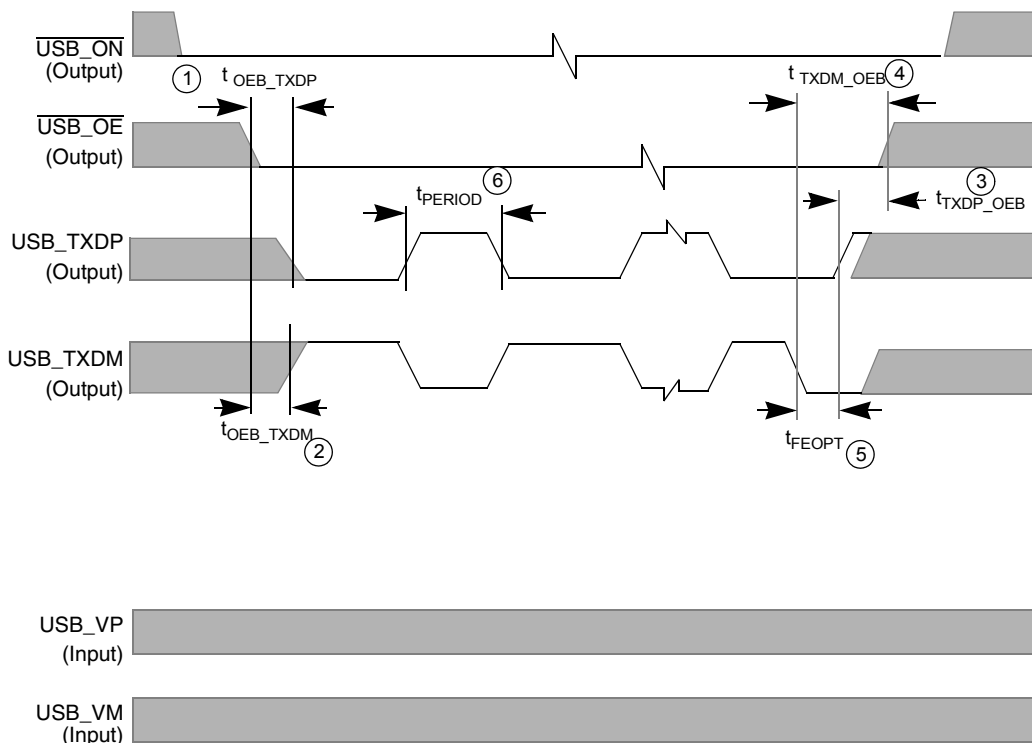 USB_ON
(Output)
1
t OEB_TXDP
t TXDM_OEB
4
USB_OE
(Output)
tPERIOD
6
3
tTXDP_OEB
USB_TXDP
(Output)
USB_TXDM
(Output)
tOEB_TXDM
2
tFEOPT
5
USB_VP
(Input)
USB_VM
(Input)